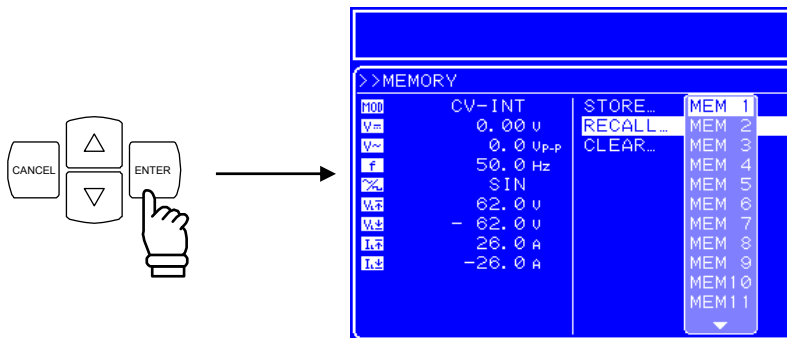 CANCEL
ENTER
>>MEMORY
MOD CV-INT STORE… MEM 1
V= 0.00 V RECALL… MEM 2
V~ 0.0 Vp-p CLEAR… MEM 3
f 50.0 Hz MEM 4
SIN MEM 5
62.0 V MEM 6
- 62.0 V MEM 7
26.0 A MEM 8
-26.0 A MEM 9
MEM10
MEM11